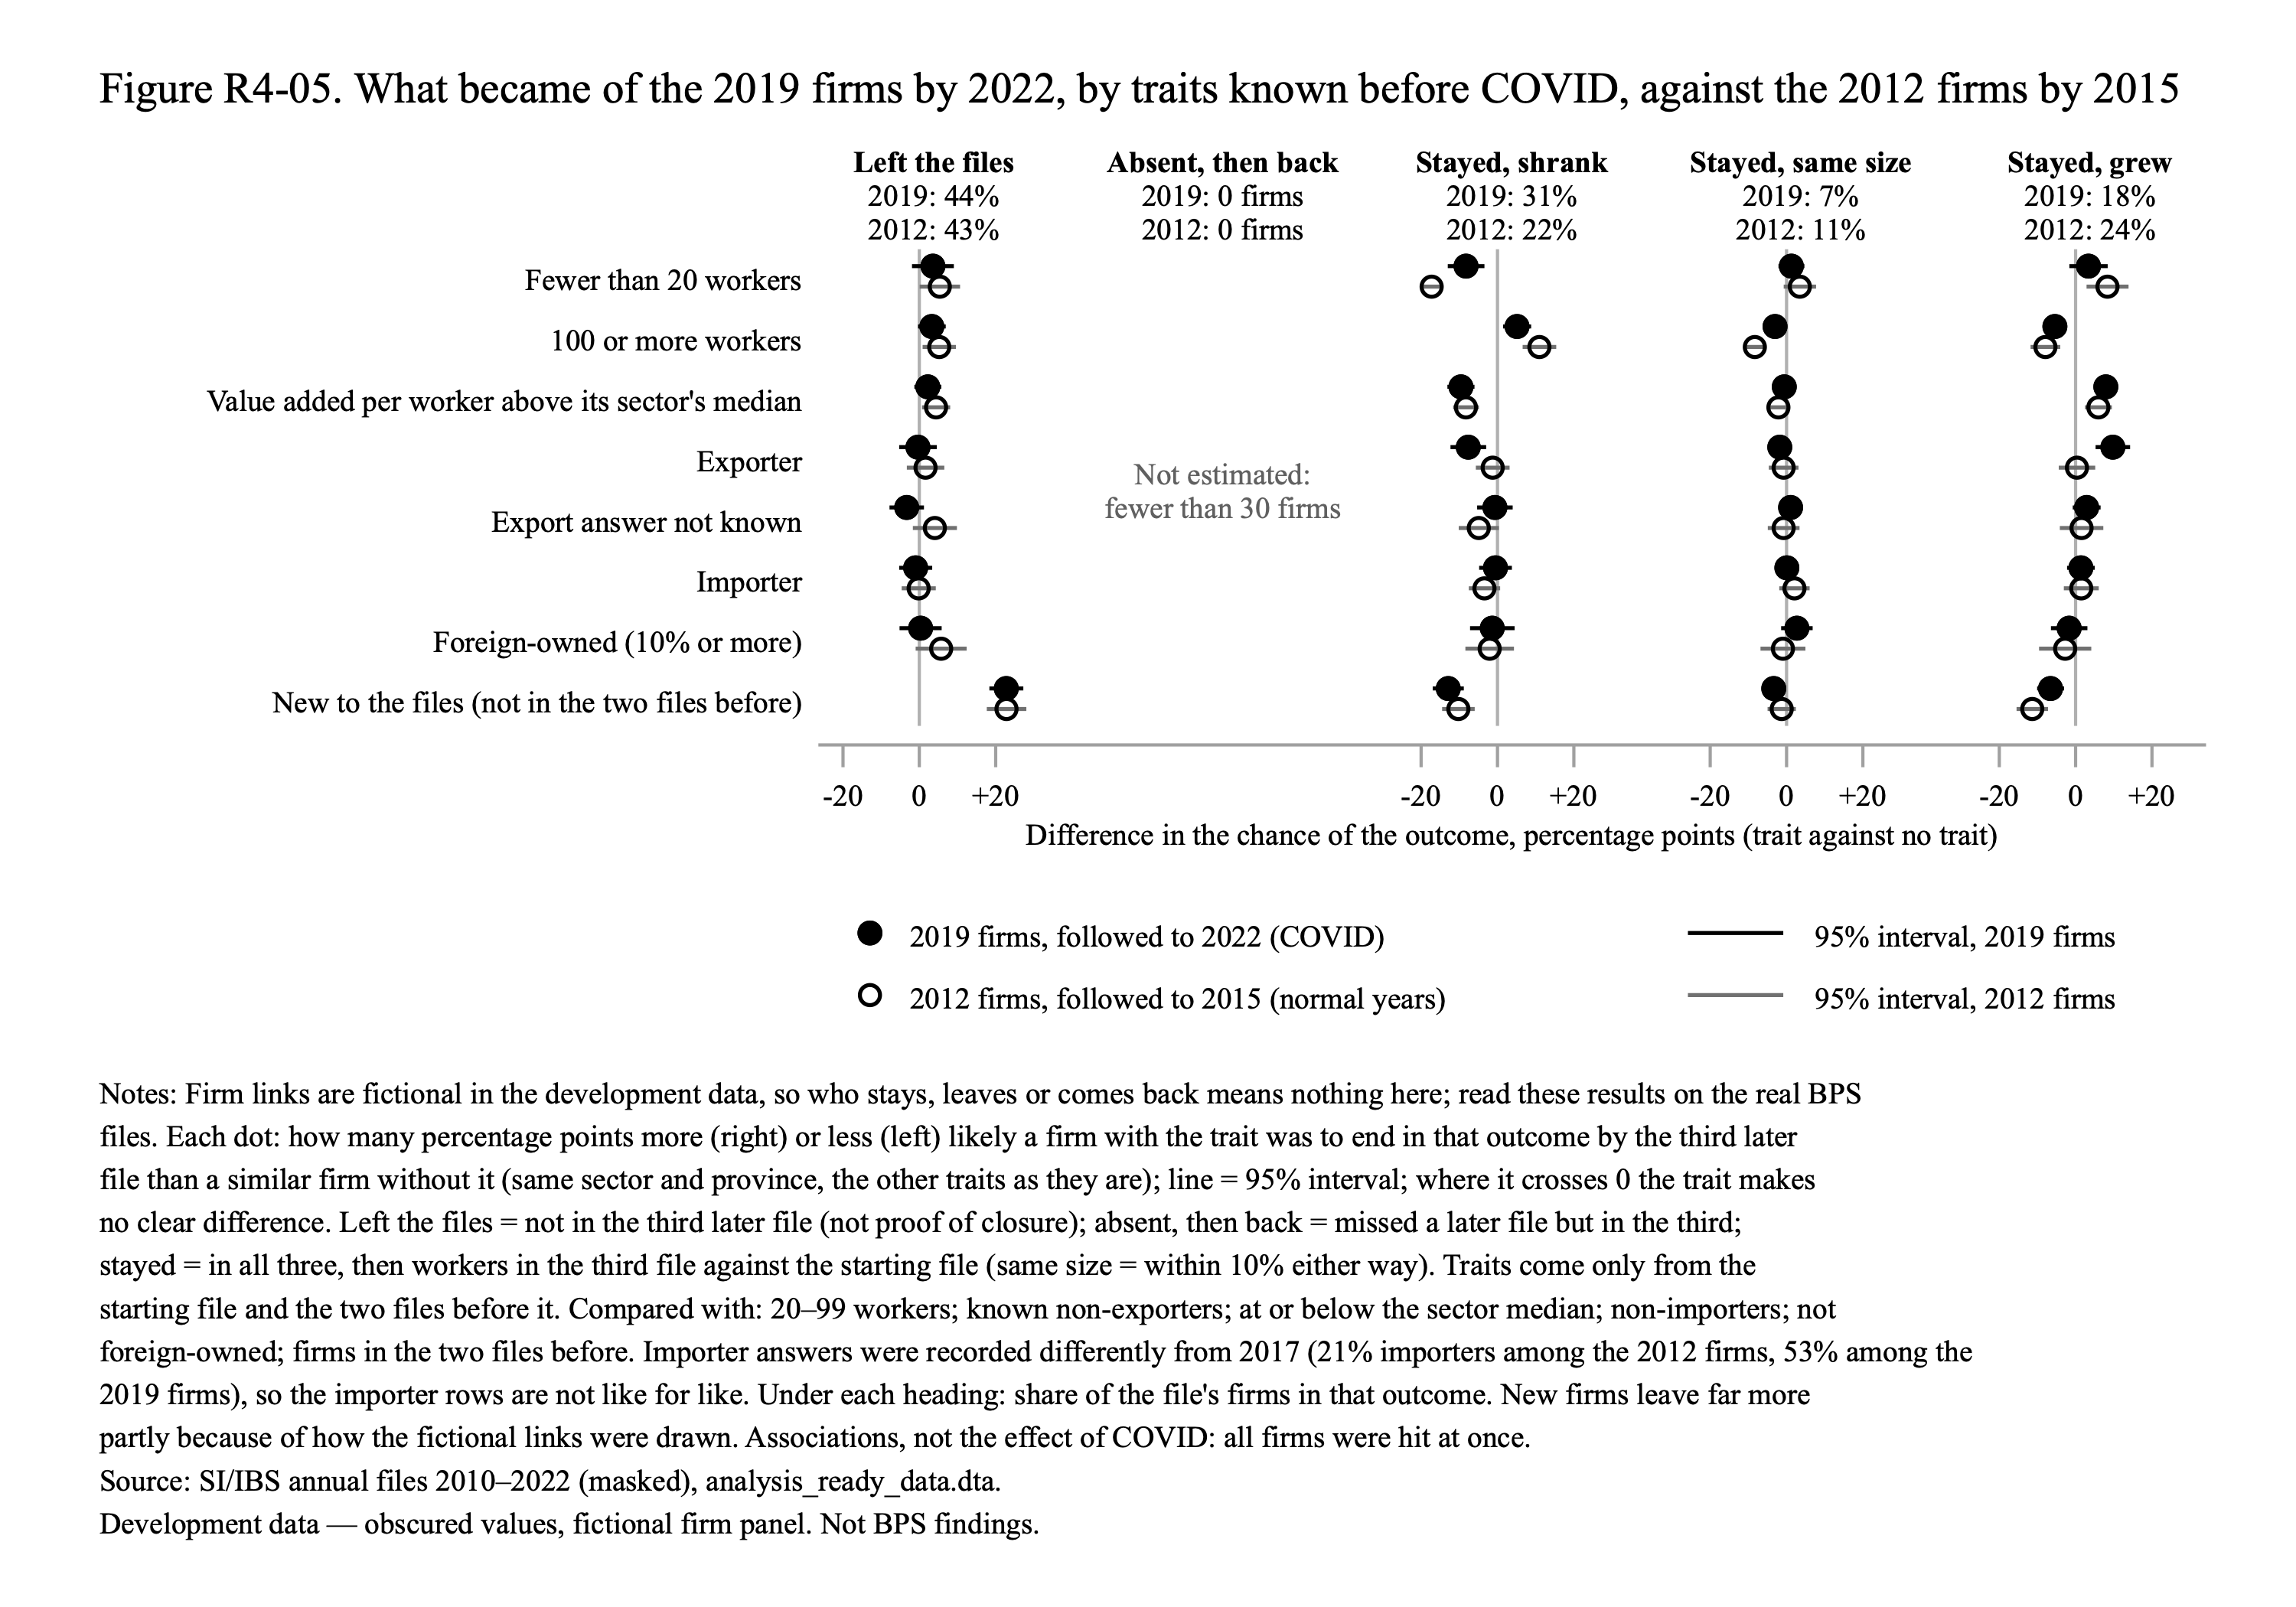 Figure R4-05. What became of the 2019 firms by 2022, by traits known before COVID, against the 2012 firms by 2015
Left the files
2019: 44%
2012: 43%
Absent, then back
2019: 0 firms
2012: 0 firms
Stayed, shrank
2019: 31%
2012: 22%
Stayed, same size
2019: 7%
2012: 11%
Stayed, grew
2019: 18%
2012: 24%
Fewer than 20 workers
100 or more workers
Value added per worker above its sector's median
Exporter
Export answer not known
Importer
Foreign-owned (10% or more)
New to the files (not in the two files before)
Not estimated:
fewer than 30 firms
-20 0 +20 -20 0 +20 -20 0 +20 -20 0 +20
Difference in the chance of the outcome, percentage points (trait against no trait)
2019 firms, followed to 2022 (COVID)
95% interval, 2019 firms
2012 firms, followed to 2015 (normal years)
95% interval, 2012 firms
Notes: Firm links are fictional in the development data, so who stays, leaves or comes back means nothing here; read these results on the real BPS
files. Each dot: how many percentage points more (right) or less (left) likely a firm with the trait was to end in that outcome by the third later
file than a similar firm without it (same sector and province, the other traits as they are); line = 95% interval; where it crosses 0 the trait makes
no clear difference. Left the files = not in the third later file (not proof of closure); absent, then back = missed a later file but in the third;
stayed = in all three, then workers in the third file against the starting file (same size = within 10% either way). Traits come only from the
starting file and the two files before it. Compared with: 20–99 workers; known non-exporters; at or below the sector median; non-importers; not
foreign-owned; firms in the two files before. Importer answers were recorded differently from 2017 (21% importers among the 2012 firms, 53% among the
2019 firms), so the importer rows are not like for like. Under each heading: share of the file's firms in that outcome. New firms leave far more
partly because of how the fictional links were drawn. Associations, not the effect of COVID: all firms were hit at once.
Source: SI/IBS annual files 2010–2022 (masked), analysis_ready_data.dta.
Development data — obscured values, fictional firm panel. Not BPS findings.